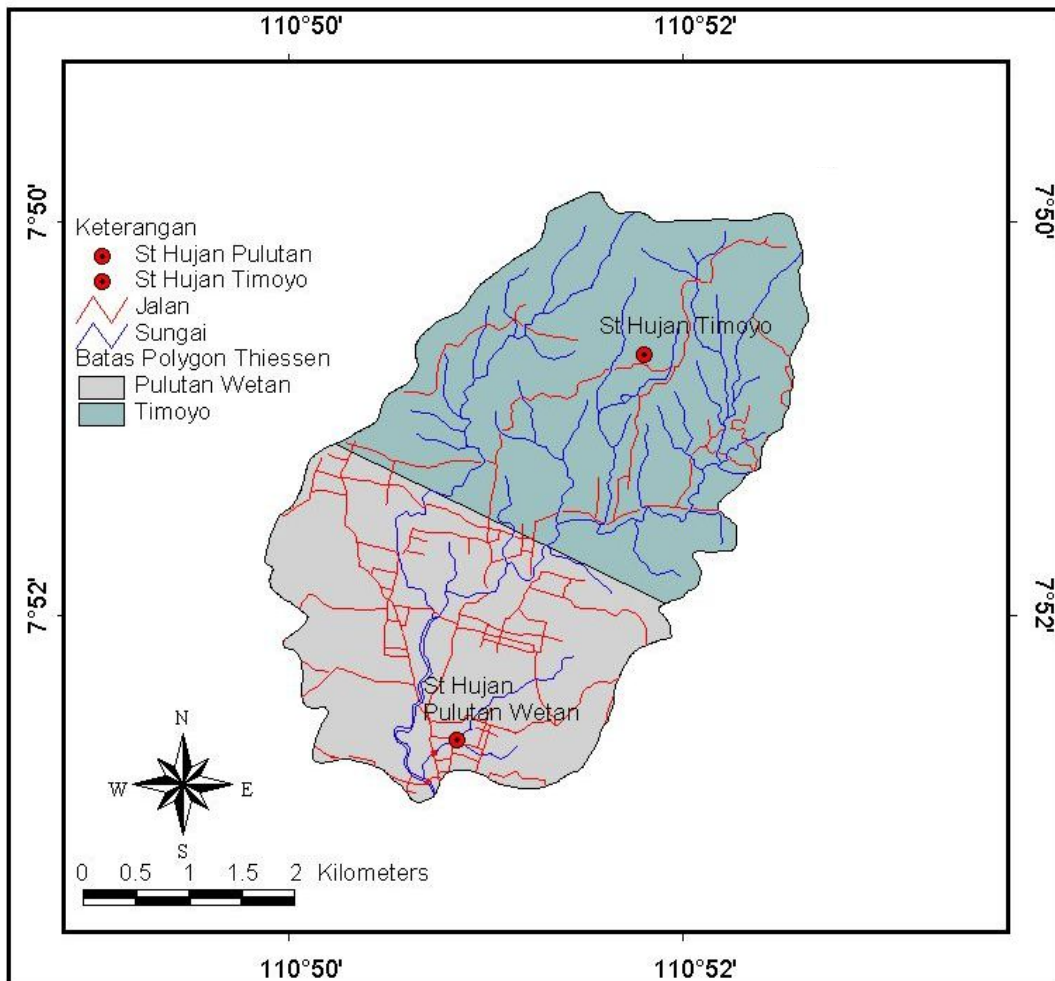 110°50'
110°52'
7°50'
7°50'
Keterangan
St Hujan Pulutan
St Hujan Timoyo
Jalan
Sungai
Batas Polygon Thiessen
Pulutan Wetan
Timoyo
St Hujan Timoyo
7°52'
7°52'
St Hujan
Pulutan Wetan
N
W E
S
0 0.5 1 1.5 2 Kilometers
110°50'
110°52'